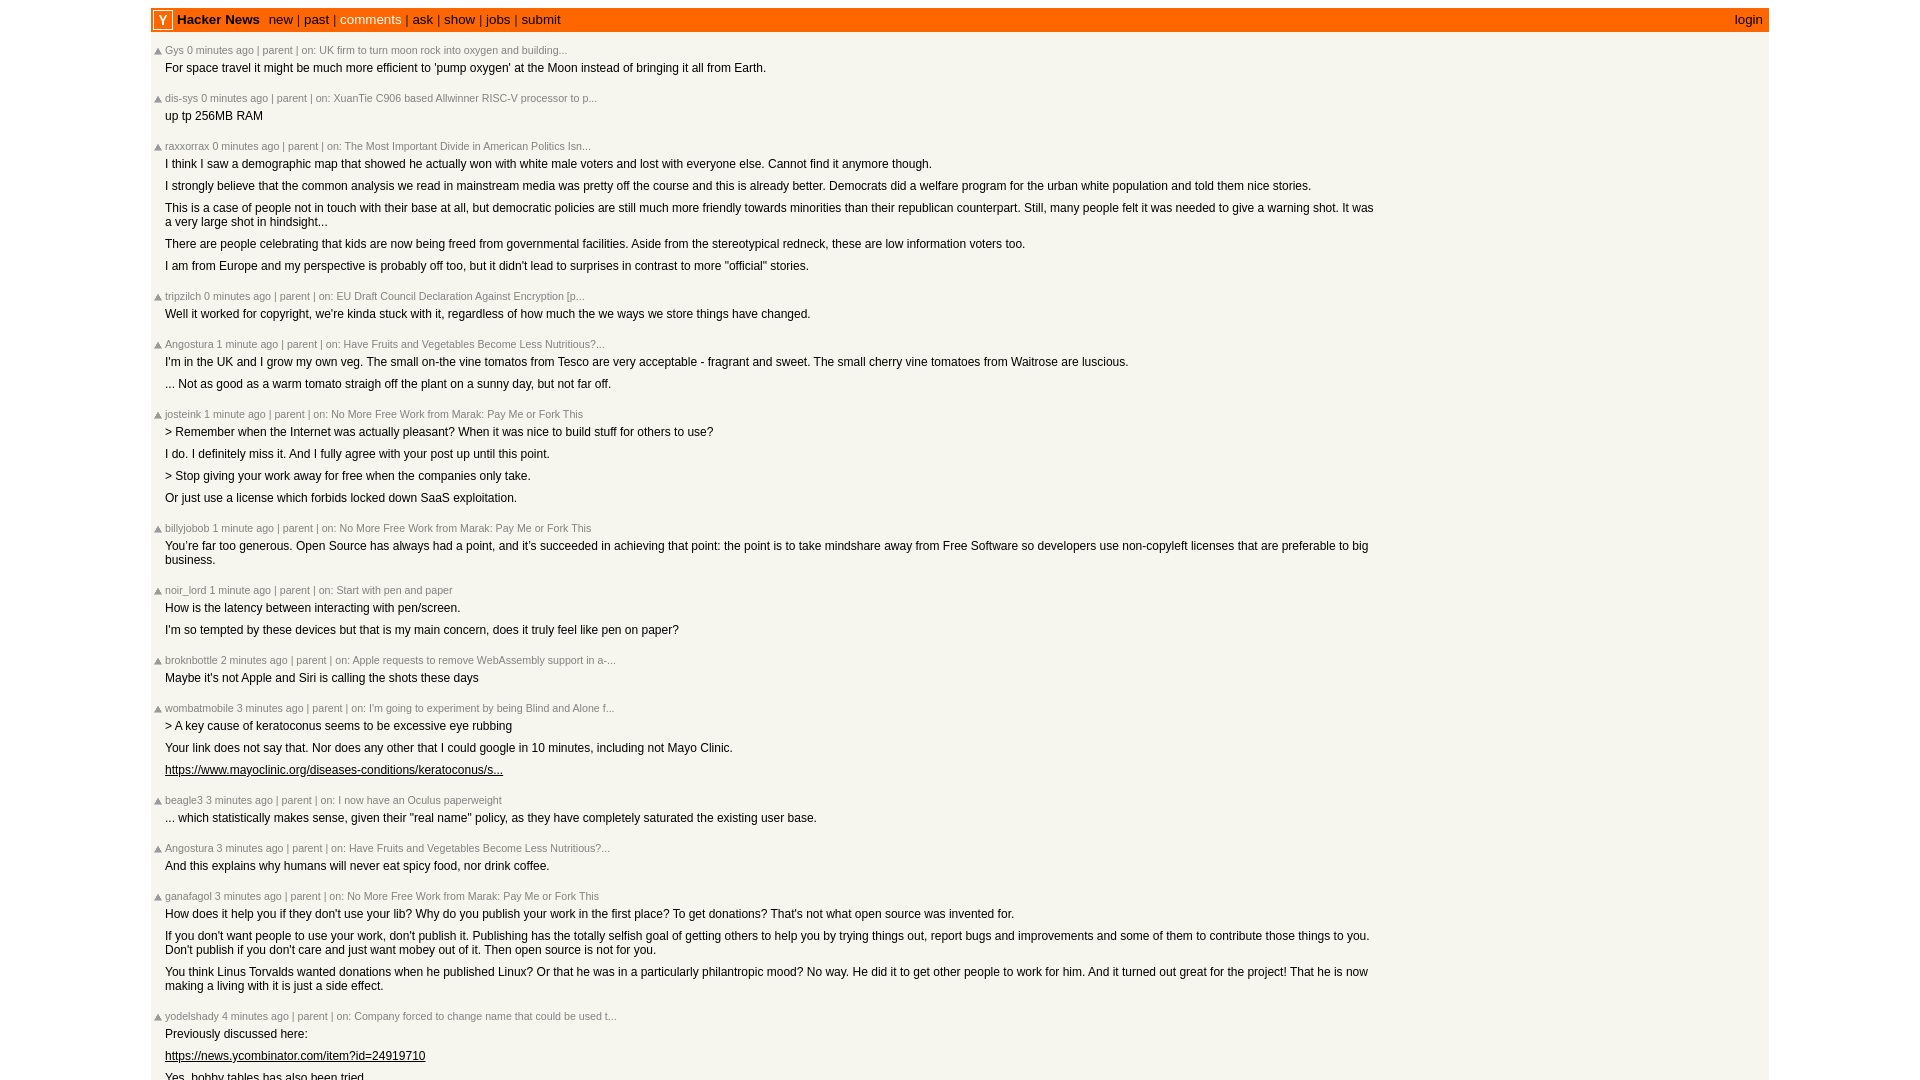 Y Hacker News new | past | comments | ask | show | jobs | submit login
Gys 0 minutes ago | parent | on: UK firm to turn moon rock into oxygen and building...
For space travel it might be much more efficient to 'pump oxygen' at the Moon instead of bringing it all from Earth.
dis-sys 0 minutes ago | parent | on: XuanTie C906 based Allwinner RISC-V processor to p...
up tp 256MB RAM
raxxorrax 0 minutes ago | parent | on: The Most Important Divide in American Politics Isn...
I think I saw a demographic map that showed he actually won with white male voters and lost with everyone else. Cannot find it anymore though.
I strongly believe that the common analysis we read in mainstream media was pretty off the course and this is already better. Democrats did a welfare program for the urban white population and told them nice stories.
This is a case of people not in touch with their base at all, but democratic policies are still much more friendly towards minorities than their republican counterpart. Still, many people felt it was needed to give a warning shot. It was
a very large shot in hindsight...
There are people celebrating that kids are now being freed from governmental facilities. Aside from the stereotypical redneck, these are low information voters too.
I am from Europe and my perspective is probably off too, but it didn't lead to surprises in contrast to more "official" stories.
tripzilch 0 minutes ago | parent | on: EU Draft Council Declaration Against Encryption [p...
Well it worked for copyright, we're kinda stuck with it, regardless of how much the we ways we store things have changed.
Angostura 1 minute ago | parent | on: Have Fruits and Vegetables Become Less Nutritious?...
I'm in the UK and I grow my own veg. The small on-the vine tomatos from Tesco are very acceptable - fragrant and sweet. The small cherry vine tomatoes from Waitrose are luscious.
... Not as good as a warm tomato straigh off the plant on a sunny day, but not far off.
josteink 1 minute ago | parent | on: No More Free Work from Marak: Pay Me or Fork This
> Remember when the Internet was actually pleasant? When it was nice to build stuff for others to use?
I do. I definitely miss it. And I fully agree with your post up until this point.
> Stop giving your work away for free when the companies only take.
Or just use a license which forbids locked down SaaS exploitation.
billyjobob 1 minute ago | parent | on: No More Free Work from Marak: Pay Me or Fork This
You’re far too generous. Open Source has always had a point, and it’s succeeded in achieving that point: the point is to take mindshare away from Free Software so developers use non-copyleft licenses that are preferable to big
business.
noir_lord 1 minute ago | parent | on: Start with pen and paper
How is the latency between interacting with pen/screen.
I'm so tempted by these devices but that is my main concern, does it truly feel like pen on paper?
broknbottle 2 minutes ago | parent | on: Apple requests to remove WebAssembly support in a-...
Maybe it's not Apple and Siri is calling the shots these days
wombatmobile 3 minutes ago | parent | on: I'm going to experiment by being Blind and Alone f...
> A key cause of keratoconus seems to be excessive eye rubbing
Your link does not say that. Nor does any other that I could google in 10 minutes, including not Mayo Clinic.
https://www.mayoclinic.org/diseases-conditions/keratoconus/s...
beagle3 3 minutes ago | parent | on: I now have an Oculus paperweight
... which statistically makes sense, given their "real name" policy, as they have completely saturated the existing user base.
Angostura 3 minutes ago | parent | on: Have Fruits and Vegetables Become Less Nutritious?...
And this explains why humans will never eat spicy food, nor drink coffee.
ganafagol 3 minutes ago | parent | on: No More Free Work from Marak: Pay Me or Fork This
How does it help you if they don't use your lib? Why do you publish your work in the first place? To get donations? That's not what open source was invented for.
If you don't want people to use your work, don't publish it. Publishing has the totally selfish goal of getting others to help you by trying things out, report bugs and improvements and some of them to contribute those things to you.
Don't publish if you don't care and just want mobey out of it. Then open source is not for you.
You think Linus Torvalds wanted donations when he published Linux? Or that he was in a particularly philantropic mood? No way. He did it to get other people to work for him. And it turned out great for the project! That he is now
making a living with it is just a side effect.
yodelshady 4 minutes ago | parent | on: Company forced to change name that could be used t...
Previously discussed here:
https://news.ycombinator.com/item?id=24919710
Yes, bobby tables has also been tried.